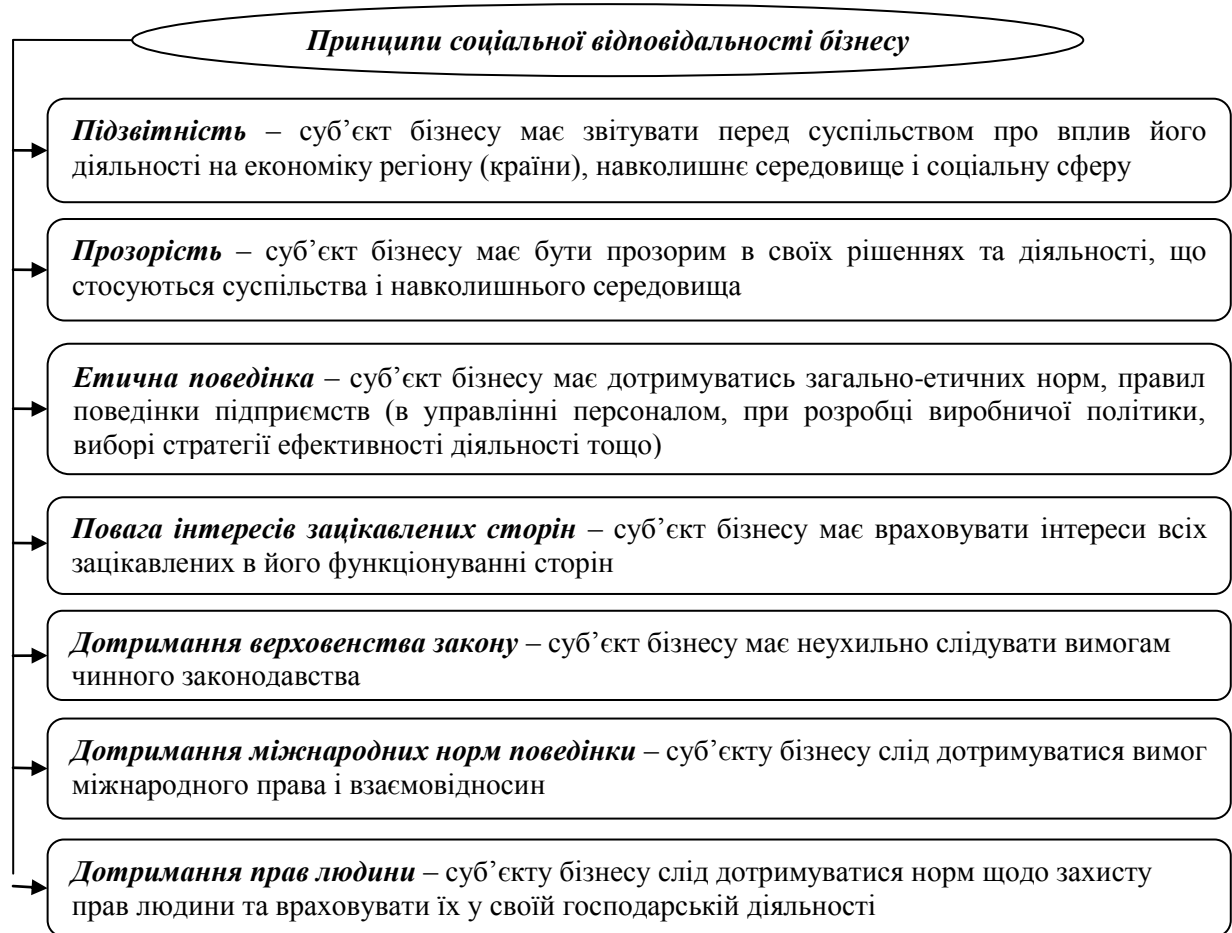 Принципи соціальної відповідальності бізнесу
Підзвітність – суб’єкт бізнесу має звітувати перед суспільством про вплив його
діяльності на економіку регіону (країни), навколишнє середовище і соціальну сферу
Прозорість – суб’єкт бізнесу має бути прозорим в своїх рішеннях та діяльності, що
стосуються суспільства і навколишнього середовища
Етична поведінка – суб’єкт бізнесу має дотримуватись загально-етичних норм, правил
поведінки підприємств (в управлінні персоналом, при розробці виробничої політики,
виборі стратегії ефективності діяльності тощо)
Повага інтересів зацікавлених сторін – суб’єкт бізнесу має враховувати інтереси всіх
зацікавлених в його функціонуванні сторін
Дотримання верховенства закону – суб’єкт бізнесу має неухильно слідувати вимогам
чинного законодавства
Дотримання міжнародних норм поведінки – суб’єкту бізнесу слід дотримуватися вимог
міжнародного права і взаємовідносин
Дотримання прав людини – суб’єкту бізнесу слід дотримуватися норм щодо захисту
прав людини та враховувати їх у своїй господарській діяльності